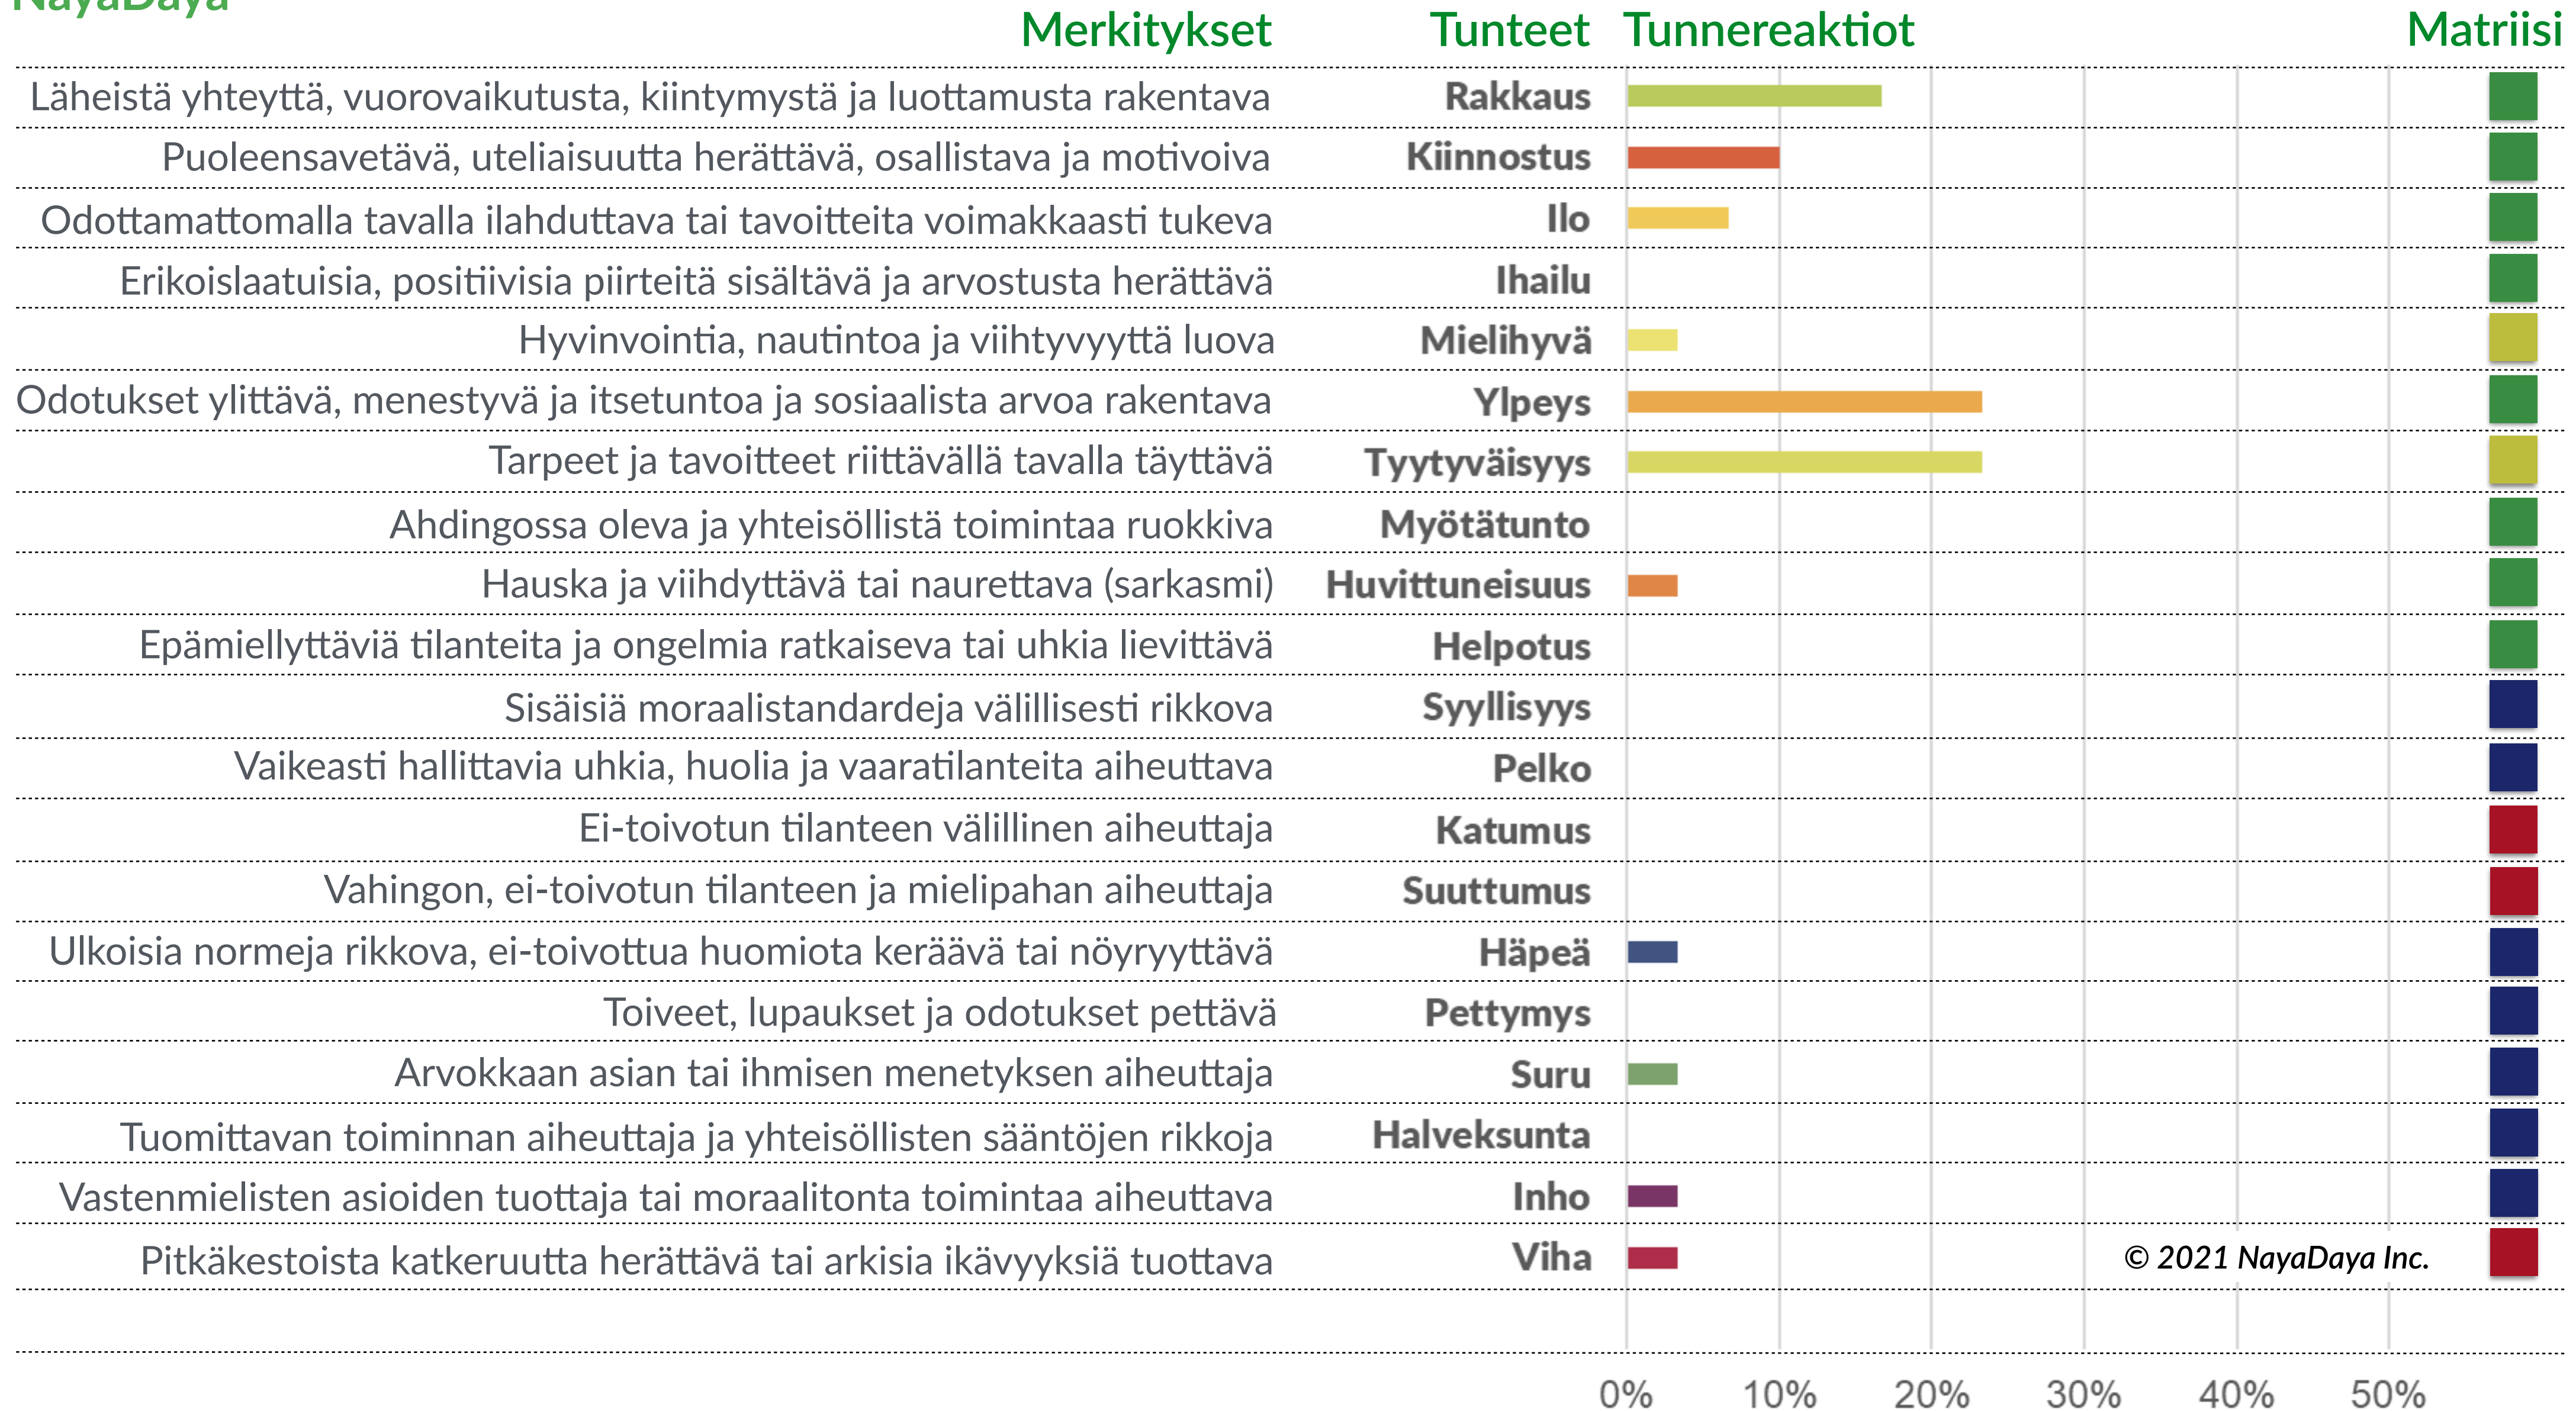 NayaDaya
Merkitykset Tunteet Tunnereaktiot Matriisi
Läheistä yhteyttä, vuorovaikutusta, kiintymystä ja luottamusta rakentava Rakkaus
Puoleensavetävä, uteliaisuutta herättävä, osallistava ja motivoiva Kiinnostus
Odottamattomalla tavalla ilahduttava tai tavoitteita voimakkaasti tukeva Ilo
Erikoislaatuisia, positiivisia piirteitä sisältävä ja arvostusta herättävä Ihailu
Hyvinvointia, nautintoa ja viihtyvyyttä luova Mielihyvä
Odotukset ylittävä, menestyvä ja itsetuntoa ja sosiaalista arvoa rakentava Ylpeys
Tarpeet ja tavoitteet riittävällä tavalla täyttävä Tyytyväisyys
Ahdingossa oleva ja yhteisöllistä toimintaa ruokkiva Myötätunto
Hauska ja viihdyttävä tai naurettava (sarkasmi) Huvittuneisuus
Epämiellyttäviä tilanteita ja ongelmia ratkaiseva tai uhkia lievittävä Helpotus
Sisäisiä moraalistandardeja välillisesti rikkova Syyllisyys
Vaikeasti hallittavia uhkia, huolia ja vaaratilanteita aiheuttava Pelko
Ei-toivotun tilanteen välillinen aiheuttaja Katumus
Vahingon, ei-toivotun tilanteen ja mielipahan aiheuttaja Suuttumus
Ulkoisia normeja rikkova, ei-toivottua huomiota keräävä tai nöyryyttävä Häpeä
Toiveet, lupaukset ja odotukset pettävä Pettymys
Arvokkaan asian tai ihmisen menetyksen aiheuttaja Suru
Tuomittavan toiminnan aiheuttaja ja yhteisöllisten sääntöjen rikkoja Halveksunta
Vastenmielisten asioiden tuottaja tai moraalitonta toimintaa aiheuttava Inho
Pitkäkestoista katkeruutta herättävä tai arkisia ikävyyksiä tuottava Viha © 2021 NayaDaya Inc.
0% 10% 20% 30% 40% 50%